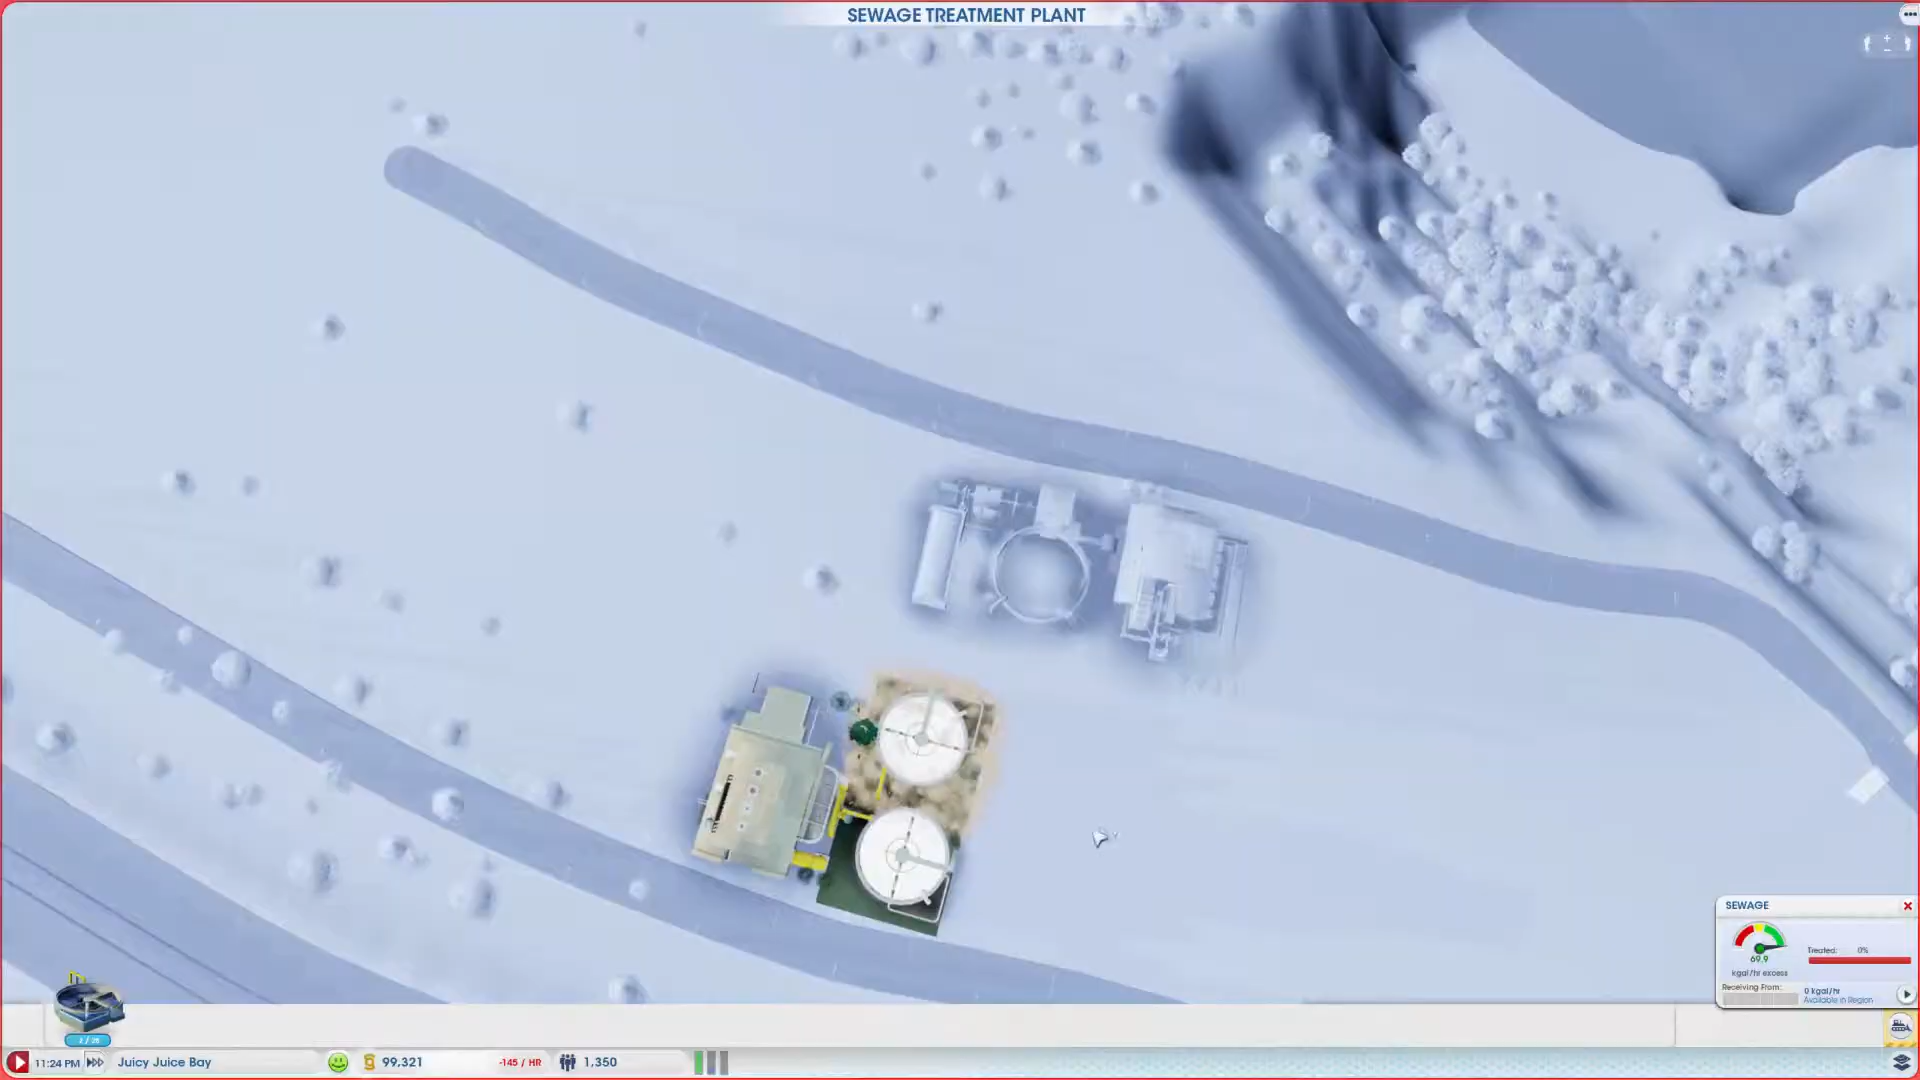 SEWAGE TREATMENT PLANT
SEWAGE
Treated: 0%
69.9
kgal/hr excess
Receiving From:
0 kgal/hr
Available in Region
11:24 PM
Juicy Juice Bay
99,321
-145 / HR
1,350